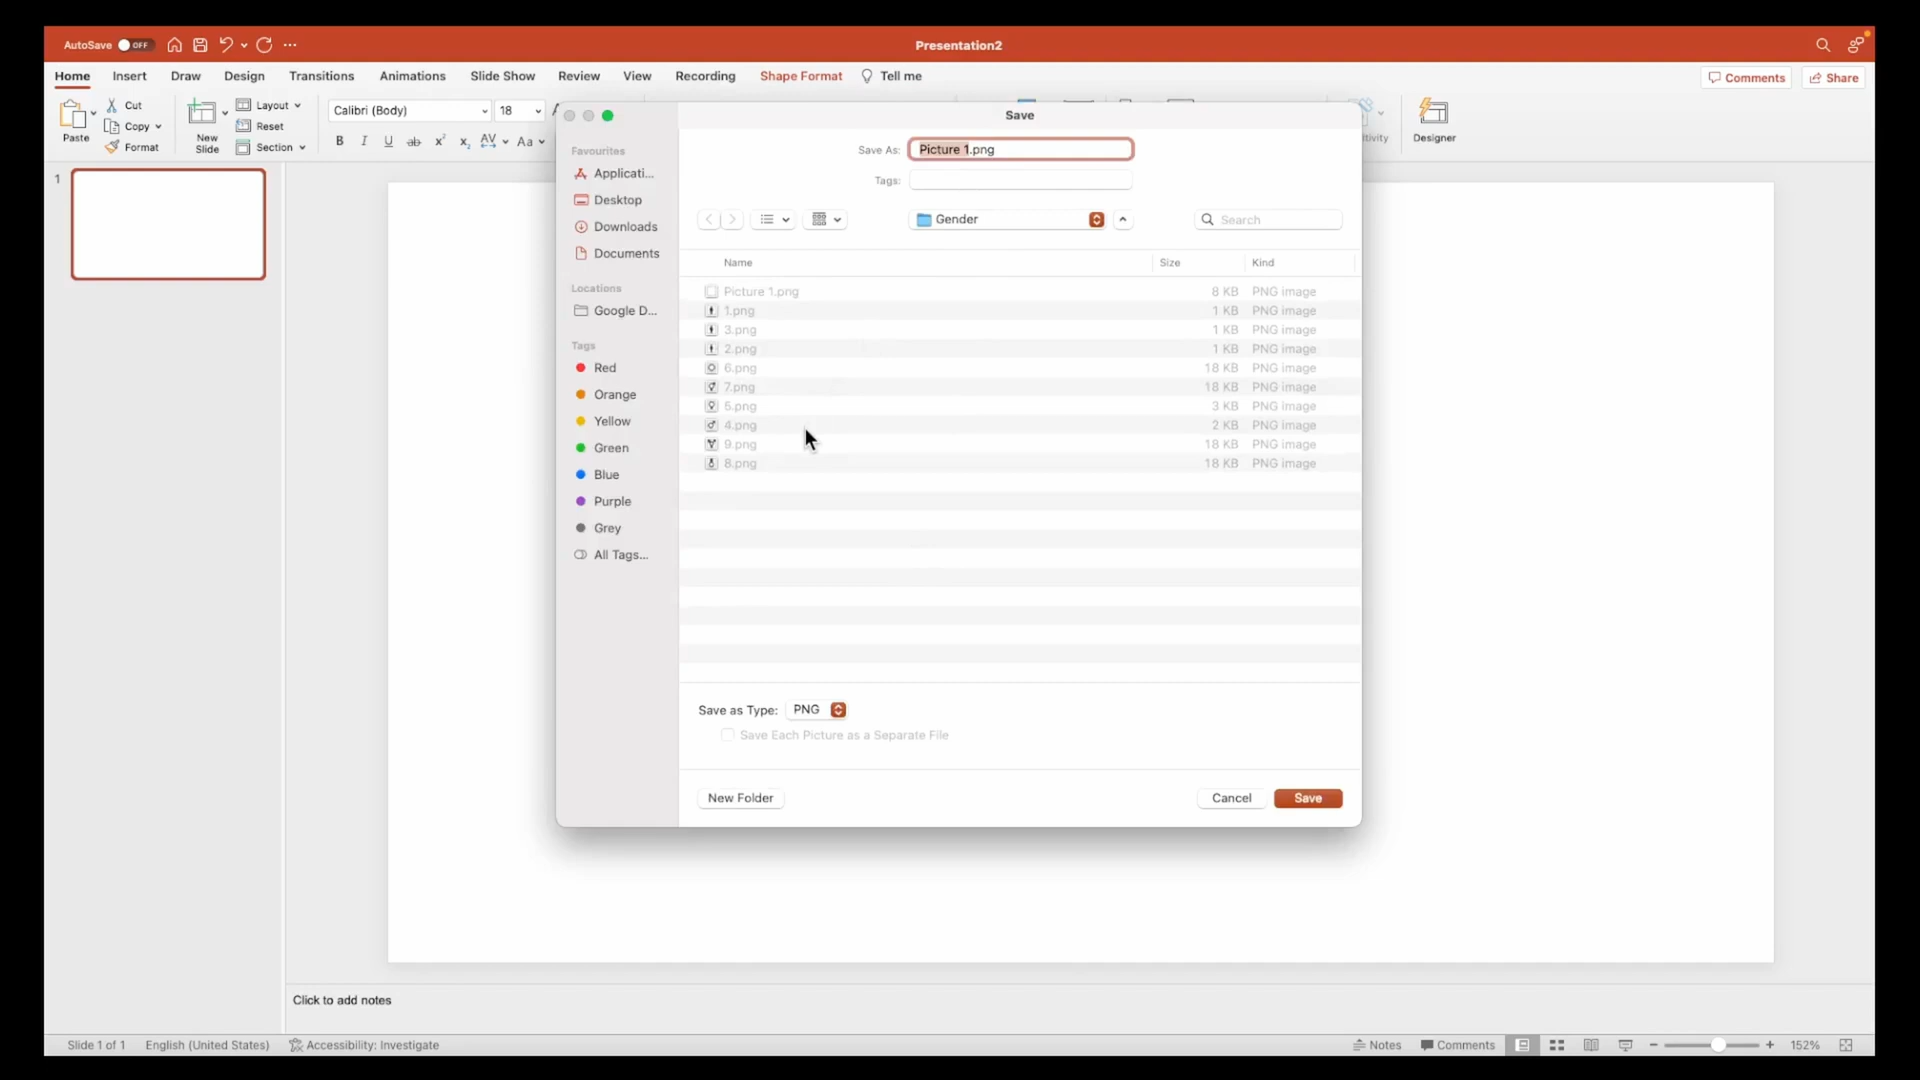 AutoSave OFF Presentation2
Home Insert Draw Design Transitions Animations Slide Show Review View Recording Shape Format Tell me Comments Share
Paste Cut Copy Format New Slide Layout Reset Section Calibri (Body) 18 Designer
B I U ab x² x₂ AV Aa
Save
Favourites
Applicati...
Desktop
Downloads
Documents
Locations
Google D...
Tags
Red
Orange
Yellow
Green
Blue
Purple
Grey
All Tags...
Save As: Picture 1.png
Tags:
Gender Search
Name Size Kind
Picture 1.png 8 KB PNG image
1.png 1 KB PNG image
3.png 1 KB PNG image
2.png 1 KB PNG image
6.png 18 KB PNG image
7.png 18 KB PNG image
5.png 3 KB PNG image
4.png 2 KB PNG image
9.png 18 KB PNG image
8.png 18 KB PNG image
Save as Type: PNG
Save Each Picture as a Separate File
New Folder Cancel Save
1
Click to add notes
Slide 1 of 1 English (United States) Accessibility: Investigate Notes Comments 152%